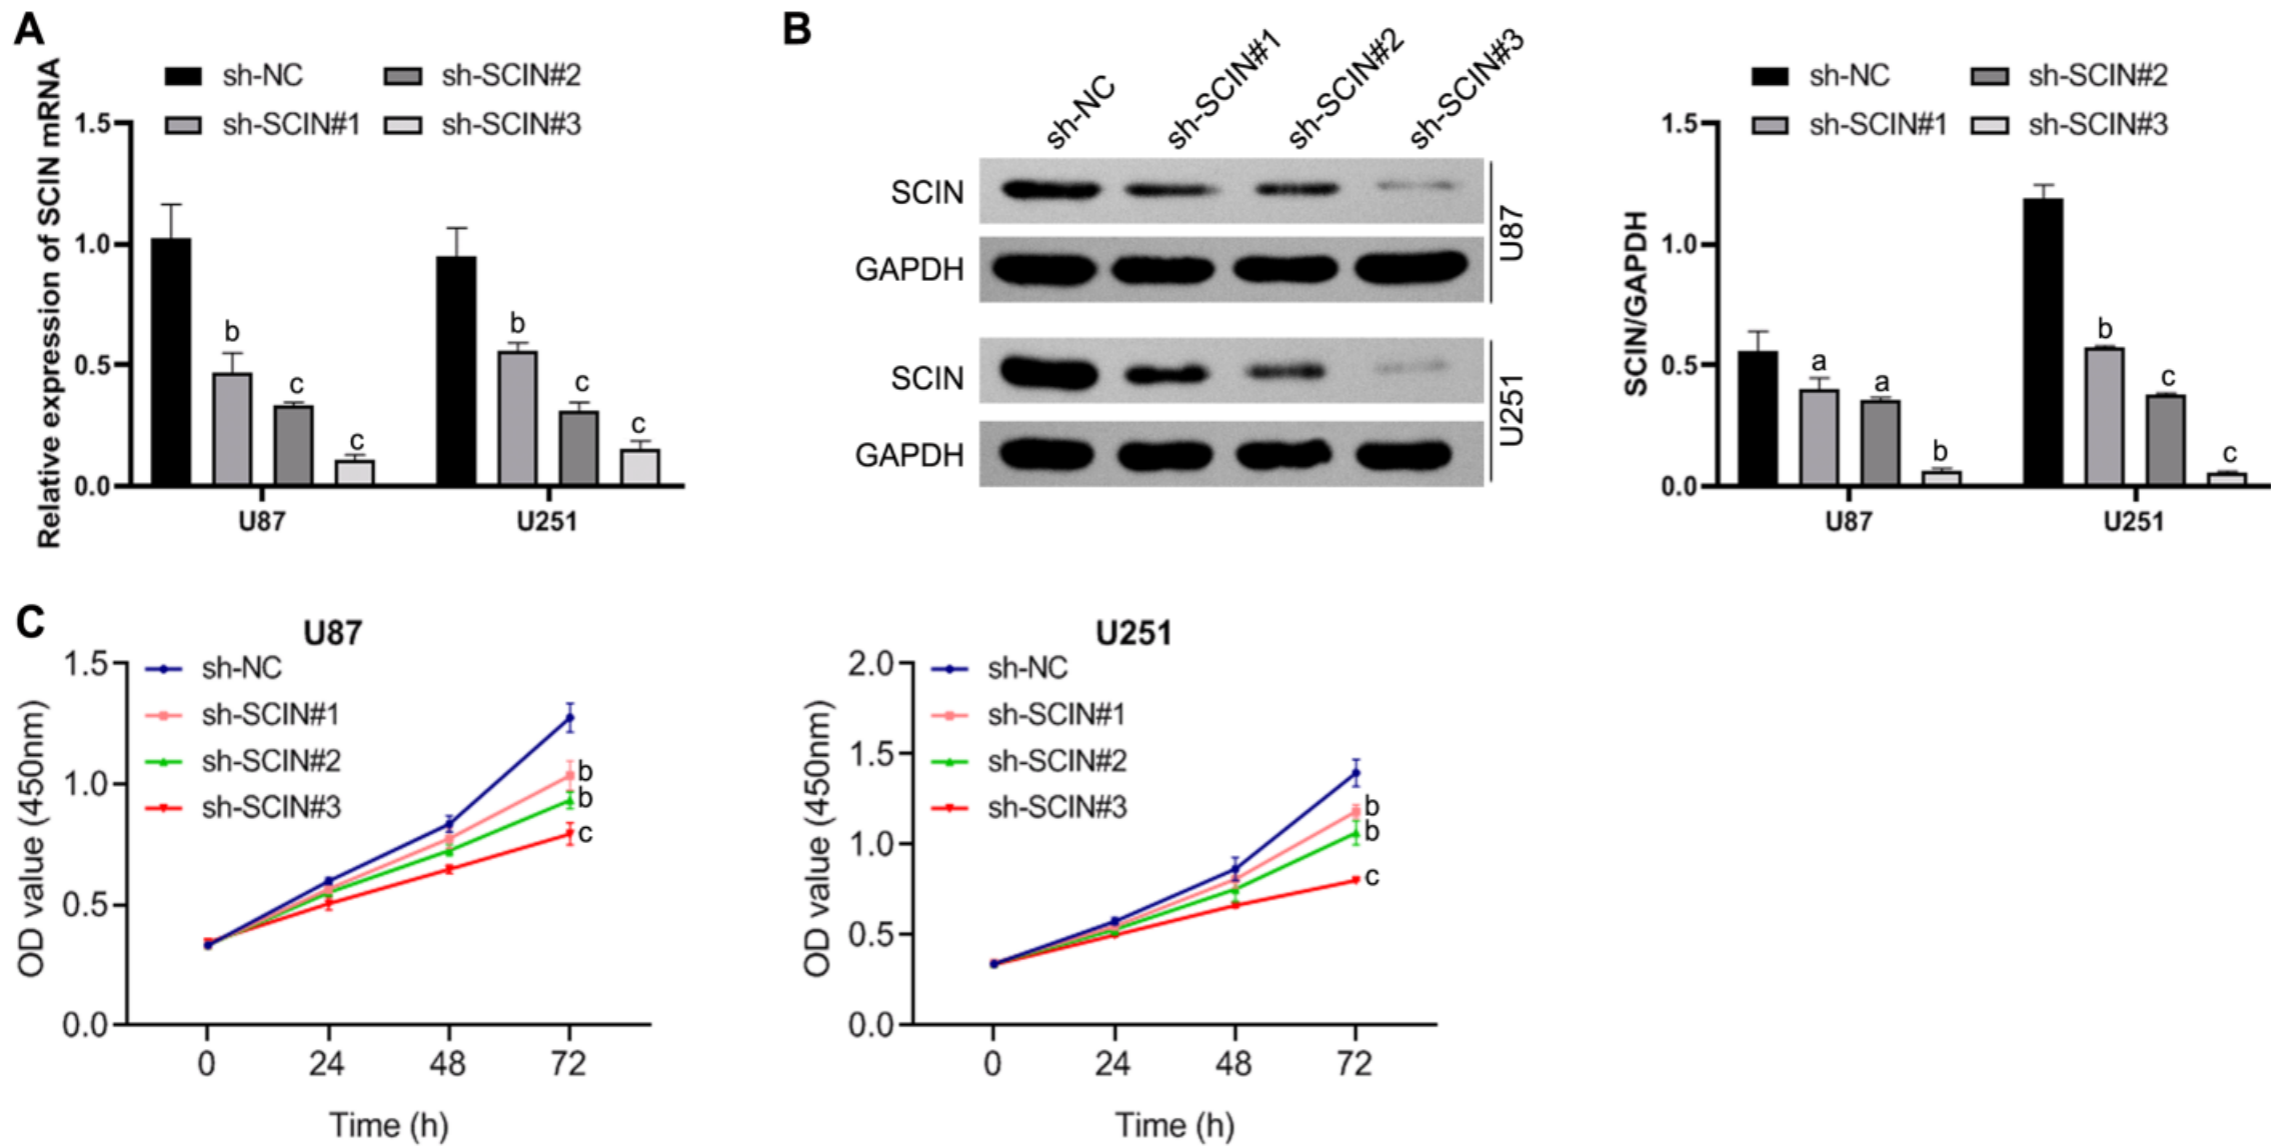 A
sh-NC
sh-SCIN#2
sh-SCIN#1
sh-SCIN#3
Relative expression of SCIN mRNA
1.5
1.0
0.5
0.0
b
c
c
b
c
c
U87
U251
B
sh-NC
sh-SCIN#1
sh-SCIN#2
sh-SCIN#3
SCIN
GAPDH
U87
SCIN
GAPDH
U251
sh-NC
sh-SCIN#2
sh-SCIN#1
sh-SCIN#3
SCIN/GAPDH
1.5
1.0
0.5
0.0
a
a
b
b
c
c
U87
U251
C
U87
sh-NC
sh-SCIN#1
sh-SCIN#2
sh-SCIN#3
OD value (450nm)
1.5
1.0
0.5
0.0
b
b
c
0
24
48
72
Time (h)
U251
sh-NC
sh-SCIN#1
sh-SCIN#2
sh-SCIN#3
OD value (450nm)
2.0
1.5
1.0
0.5
0.0
b
b
c
0
24
48
72
Time (h)